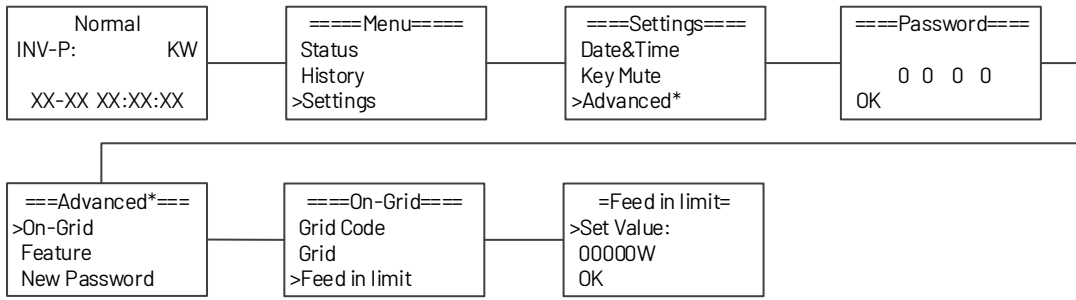 Normal
INV-P: KW
XX-XX XX:XX:XX
=====Menu=====
Status
History
>Settings
====Settings====
Date&Time
Key Mute
>Advanced*
====Password====
0 0 0 0
OK
===Advanced*===
>On-Grid
Feature
New Password
====On-Grid====
Grid Code
Grid
>Feed in limit
=Feed in limit=
>Set Value:
00000W
OK